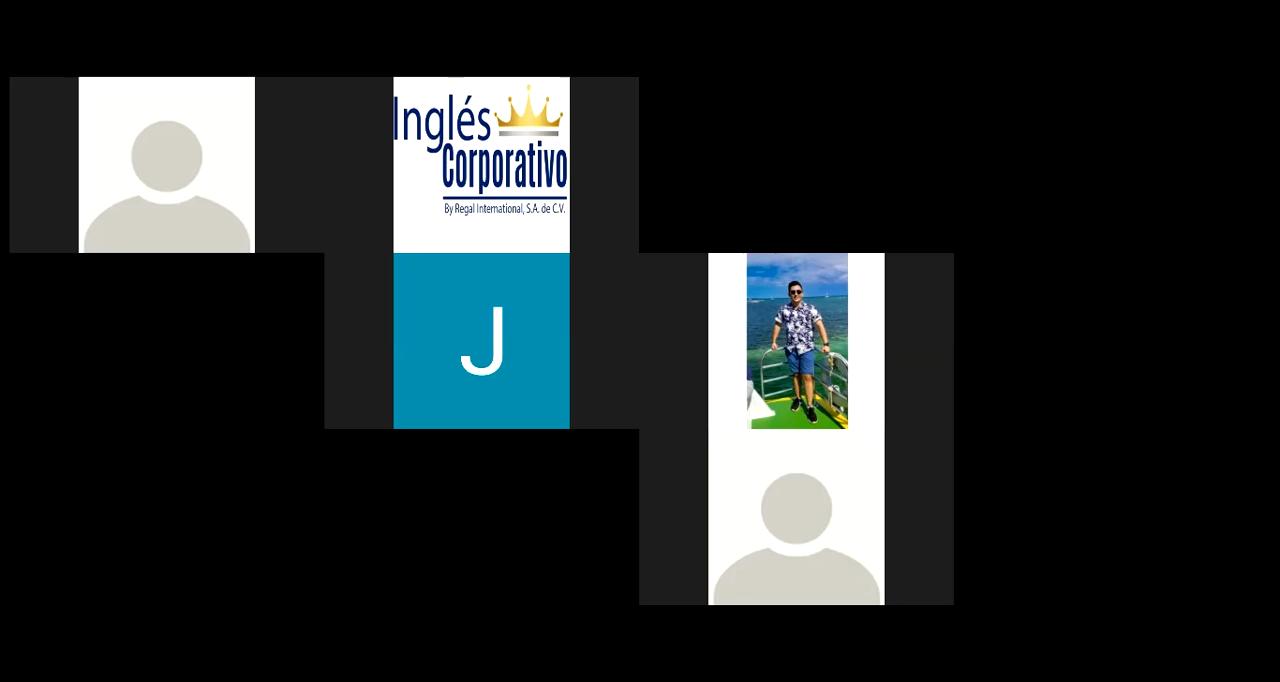 Inglés
Corporativo
By Regal International, S.A. de C.V.
J